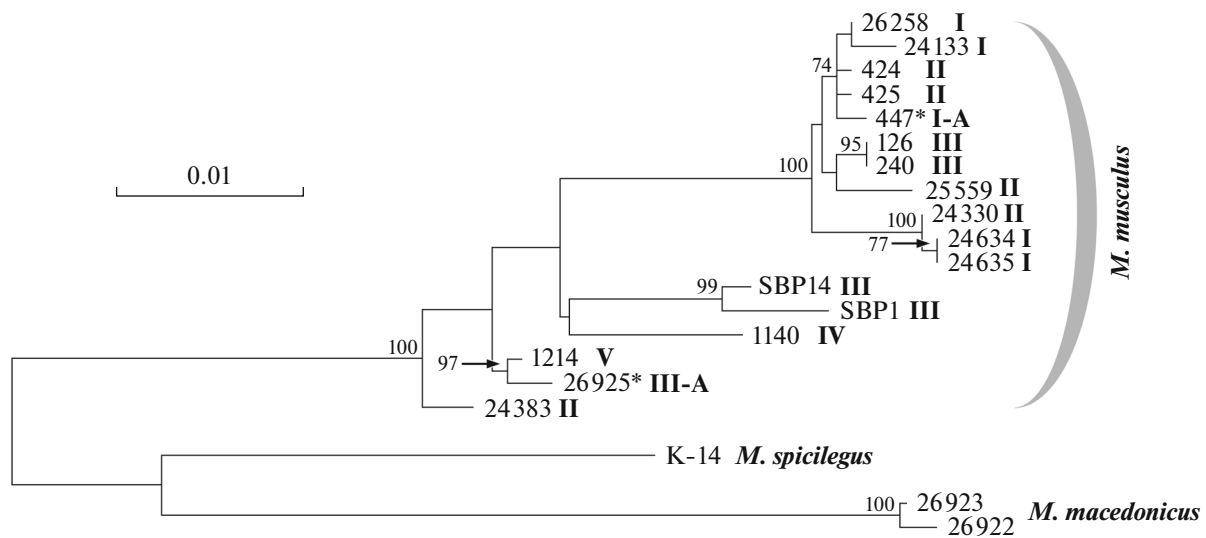 26258 I
24133 I
74
424 II
425 II
447* I-A
95
126 III
240 III
100
25559 II
0.01
24330 II
100
24634 I
77
24635 I
M. musculus
SBP14 III
99
SBP1 III
1140 IV
100
1214 V
97
26925* III-A
24383 II
K-14 M. spicilegus
26923
100
M. macedonicus
26922